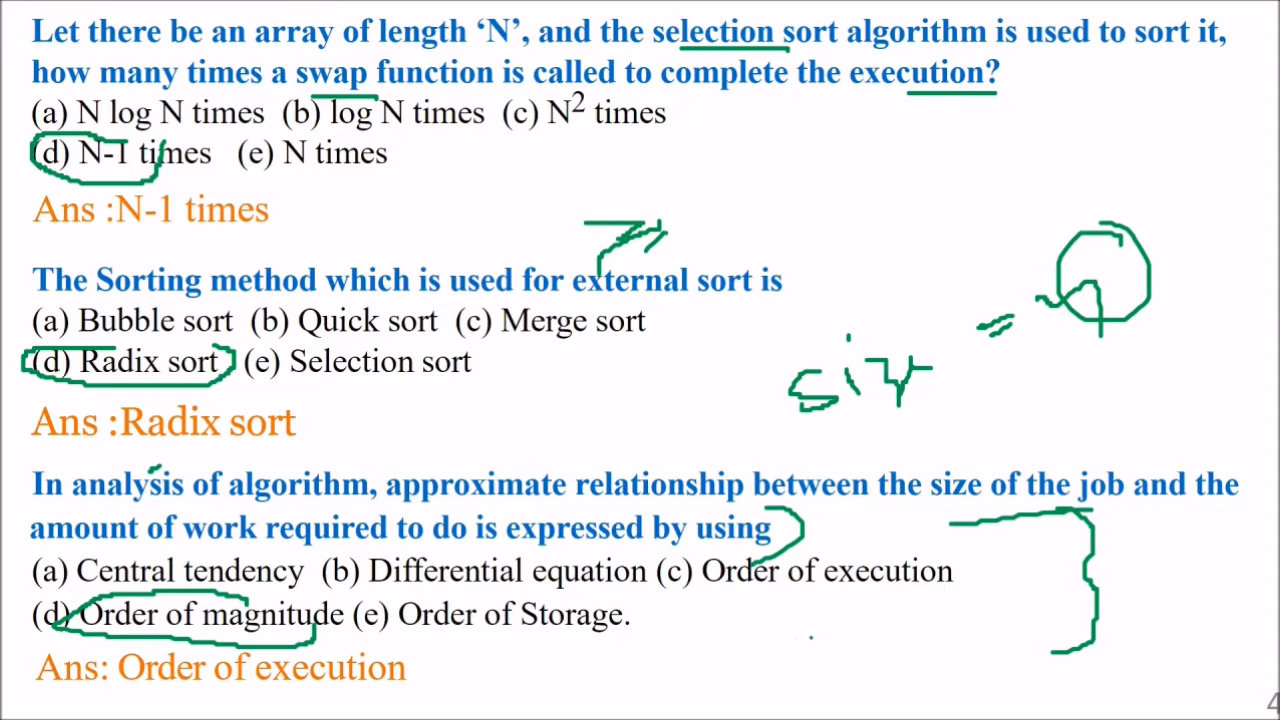 Let there be an array of length ‘N’, and the selection sort algorithm is used to sort it,
how many times a swap function is called to complete the execution?
(a) N log N times (b) log N times (c) N² times
(d) N-1 times (e) N times
Ans :N-1 times
The Sorting method which is used for external sort is
(a) Bubble sort (b) Quick sort (c) Merge sort
(d) Radix sort (e) Selection sort
Ans :Radix sort
In analysis of algorithm, approximate relationship between the size of the job and the
amount of work required to do is expressed by using
(a) Central tendency (b) Differential equation (c) Order of execution
(d) Order of magnitude (e) Order of Storage.
Ans: Order of execution
4